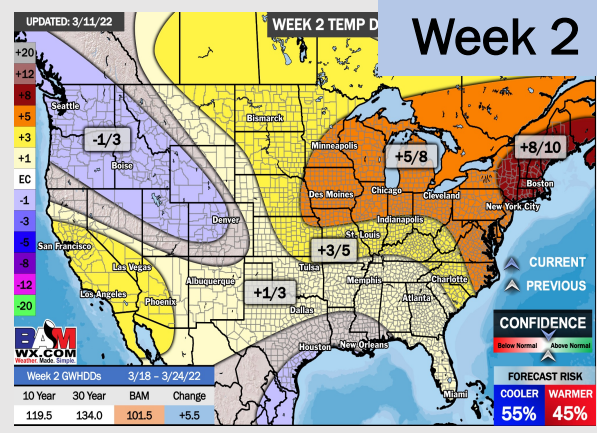 UPDATED: 3/11/22
WEEK 2 TEMP D
Week 2
+20
+12
+8
+5
+3
+1
EC
-1
-3
-5
-8
-12
-20
Seattle
-1/3
Boise
Bismarck
Minneapolis
+5/8
+8/10
Boston
Des Moines
Chicago
Cleveland
New York City
Denver
Indianapolis
San Francisco
St. Louis
+3/5
Las Vegas
Tulsa
Charlotte
Los Angeles
Albuquerque
Memphis
Phoenix
+1/3
Atlanta
Dallas
Houston
New Orleans
Miami
CURRENT
PREVIOUS
CONFIDENCE
Below Normal
Above Normal
BAM
WX.COM
Weather. Made. Simple.
Week 2 GWHDDs 3/18 – 3/24/22
10 Year 30 Year BAM Change
119.5 134.0 101.5 +5.5
FORECAST RISK
COOLER WARMER
55% 45%